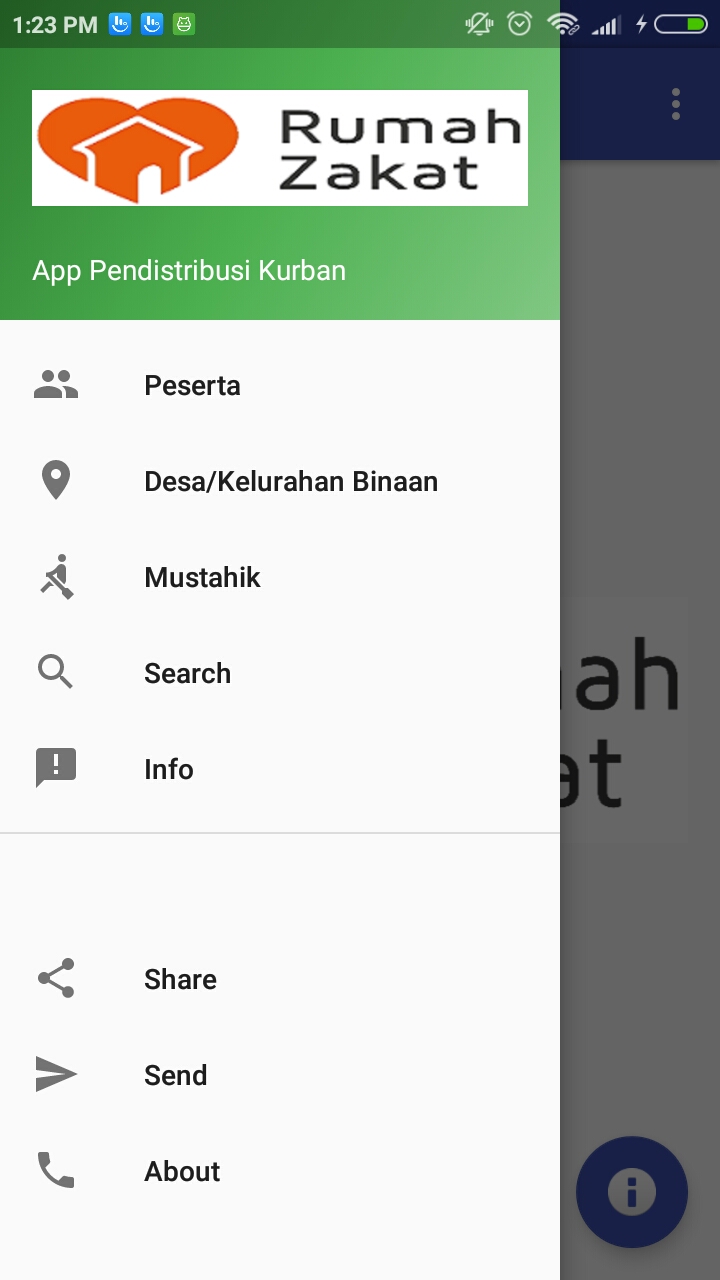 1:23 PM
Rumah
Zakat
App Pendistribusi Kurban
Peserta
Desa/Kelurahan Binaan
Mustahik
Search
Info
ah
at
Share
Send
About